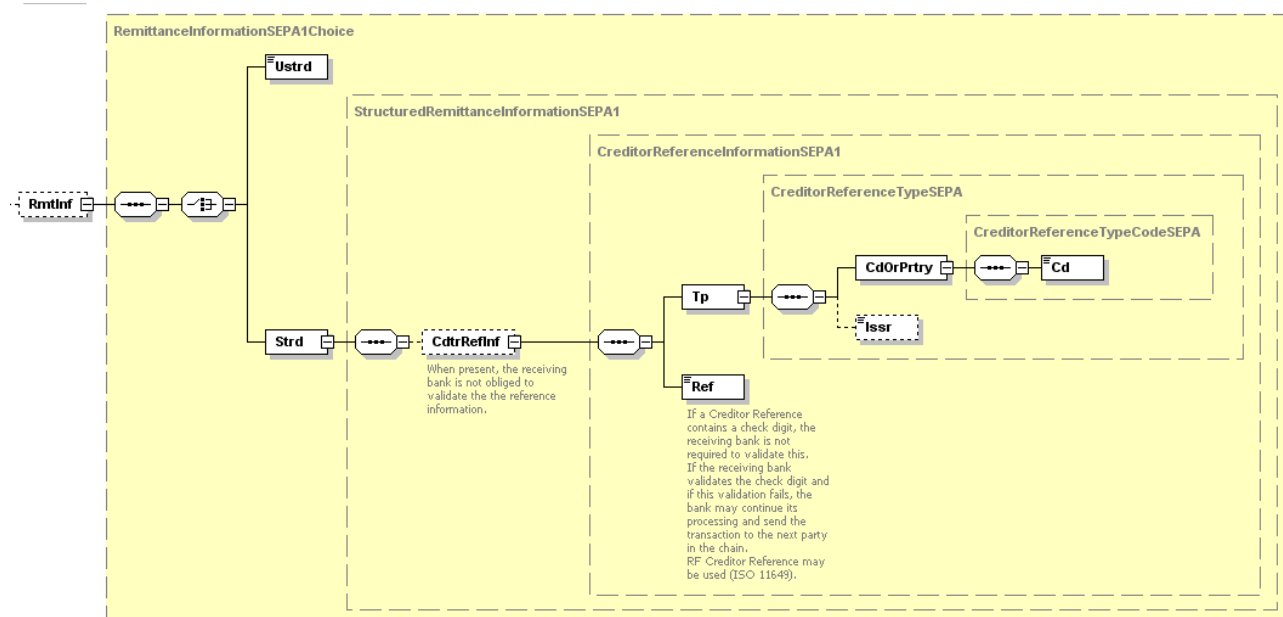 RemittanceInformationSEPA1Choice
Ustrd
StructuredRemittanceInformationSEPA1
CreditorReferenceInformationSEPA1
CreditorReferenceTypeSEPA
CreditorReferenceTypeCodeSEPA
RmtInf
CdOrPrtry
Cd
Tp
Issr
Strd
CdtrRefInf
When present, the receiving
bank is not obliged to
validate the the reference
information.
Ref
If a Creditor Reference
contains a check digit, the
receiving bank is not
required to validate this.
If the receiving bank
validates the check digit and
if this validation fails, the
bank may continue its
processing and send the
transaction to the next party
in the chain.
RF Creditor Reference may
be used (ISO 11649).